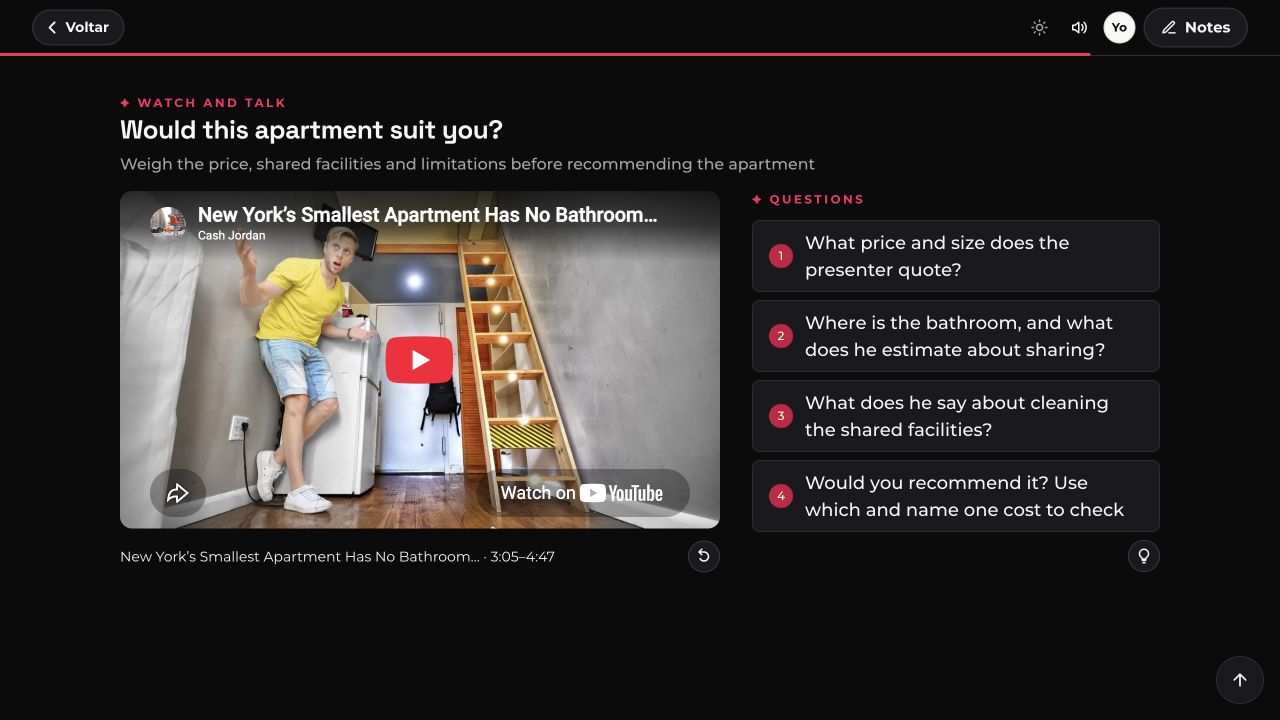 Voltar
Yo
Notes
WATCH AND TALK
Would this apartment suit you?
Weigh the price, shared facilities and limitations before recommending the apartment
New York’s Smallest Apartment Has No Bathroom...
Cash Jordan
Watch on YouTube
New York’s Smallest Apartment Has No Bathroom... · 3:05–4:47
QUESTIONS
1
What price and size does the
presenter quote?
2
Where is the bathroom, and what
does he estimate about sharing?
3
What does he say about cleaning
the shared facilities?
4
Would you recommend it? Use
which and name one cost to check